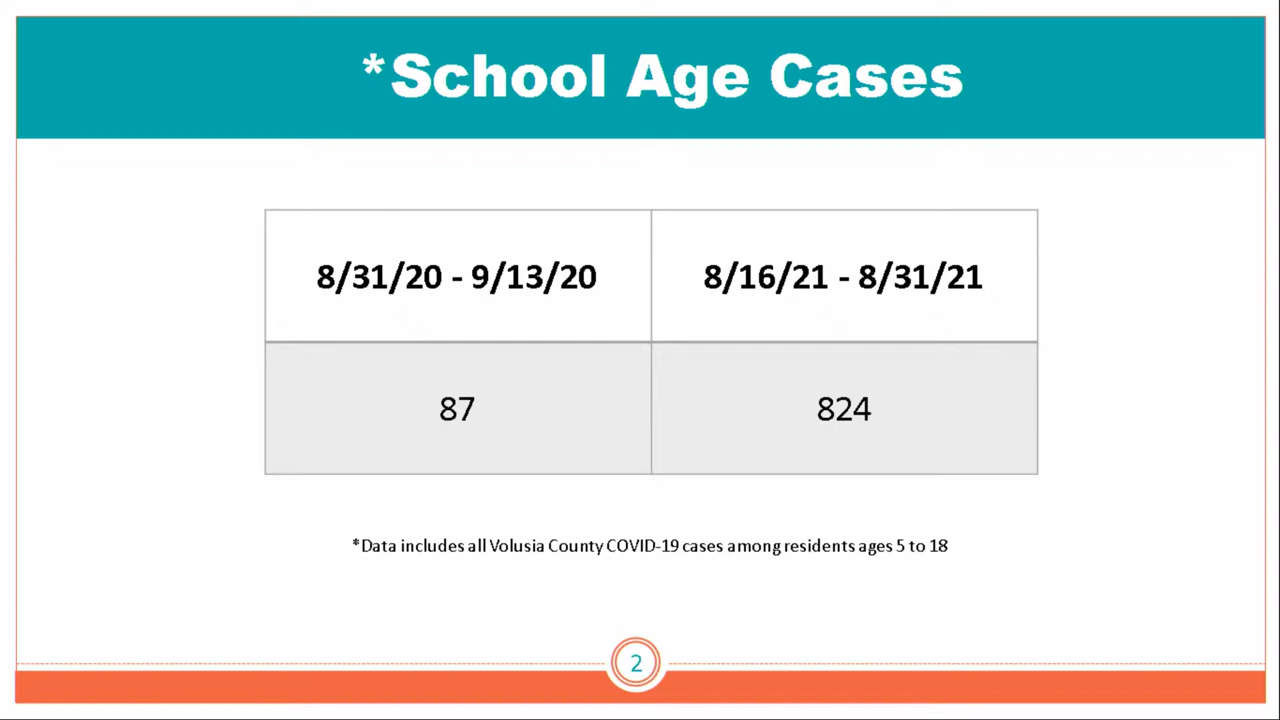 *School Age Cases
8/31/20 - 9/13/20
8/16/21 - 8/31/21
87
824
*Data includes all Volusia County COVID-19 cases among residents ages 5 to 18
2